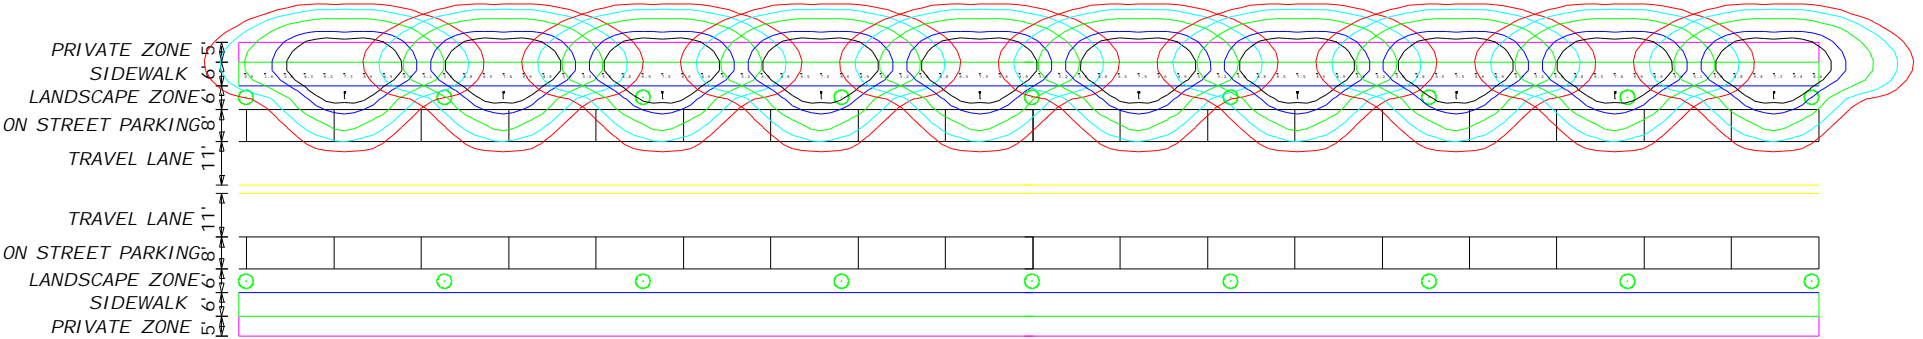 PRIVATE ZONE 5'
SIDEWALK 6'
LANDSCAPE ZONE 6'
ON STREET PARKING 8'
TRAVEL LANE 11'
TRAVEL LANE 11'
ON STREET PARKING 8'
LANDSCAPE ZONE 6'
SIDEWALK 6'
PRIVATE ZONE 5'